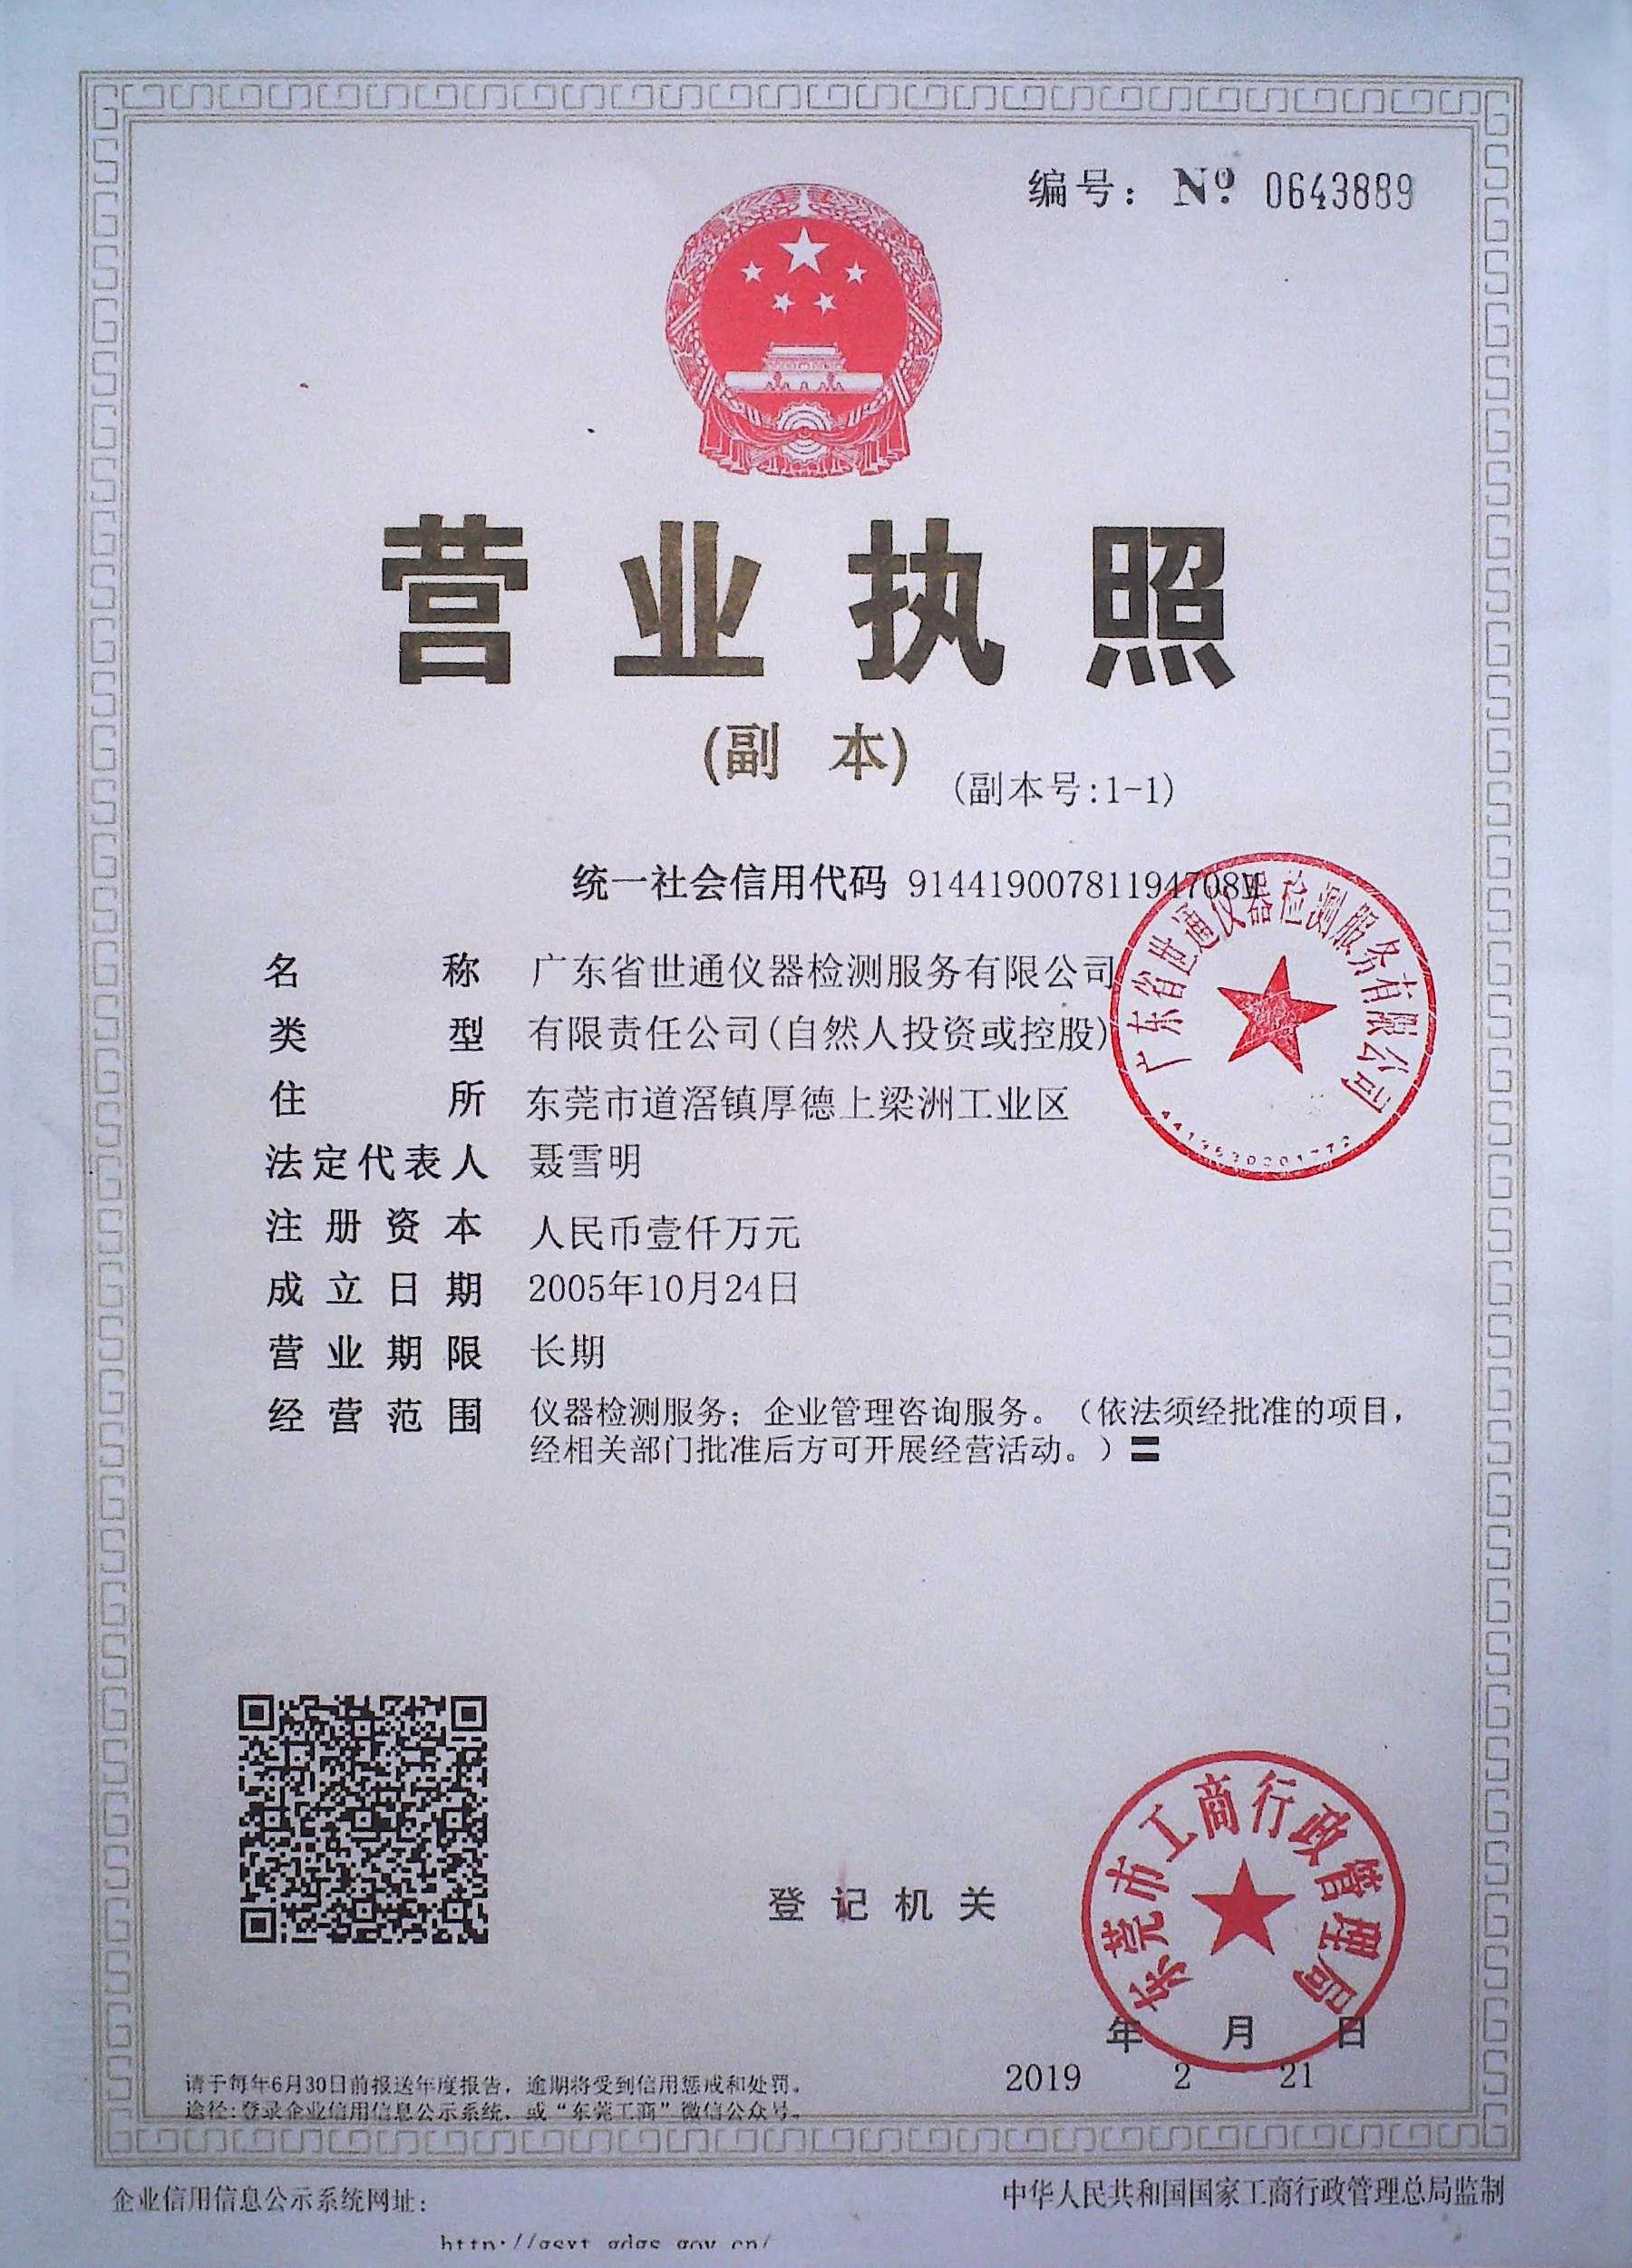 编号：Nº 0643889
营业执照
(副 本)
(副本号:1-1)
统一社会信用代码 91441900781194708W
名 称 广东省世通仪器检测服务有限公司
类 型 有限责任公司(自然人投资或控股)
住 所 东莞市道滘镇厚德上梁洲工业区
法定代表人 聂雪明
注册资本 人民币壹仟万元
成立日期 2005年10月24日
营业期限 长期
经营范围 仪器检测服务；企业管理咨询服务。（依法须经批准的项目，
经相关部门批准后方可开展经营活动。）
广东省世通仪器检测服务有限公司
东莞市工商行政管理局
登记机关
年 月 日
2019 2 21
请于每年6月30日前报送年度报告，逾期将受到信用惩戒和处罚。
途径:登录企业信用信息公示系统，或“东莞工商”微信公众号。
企业信用信息公示系统网址：
中华人民共和国国家工商行政管理总局监制
http://gsxt.gdgs.gov.cn/